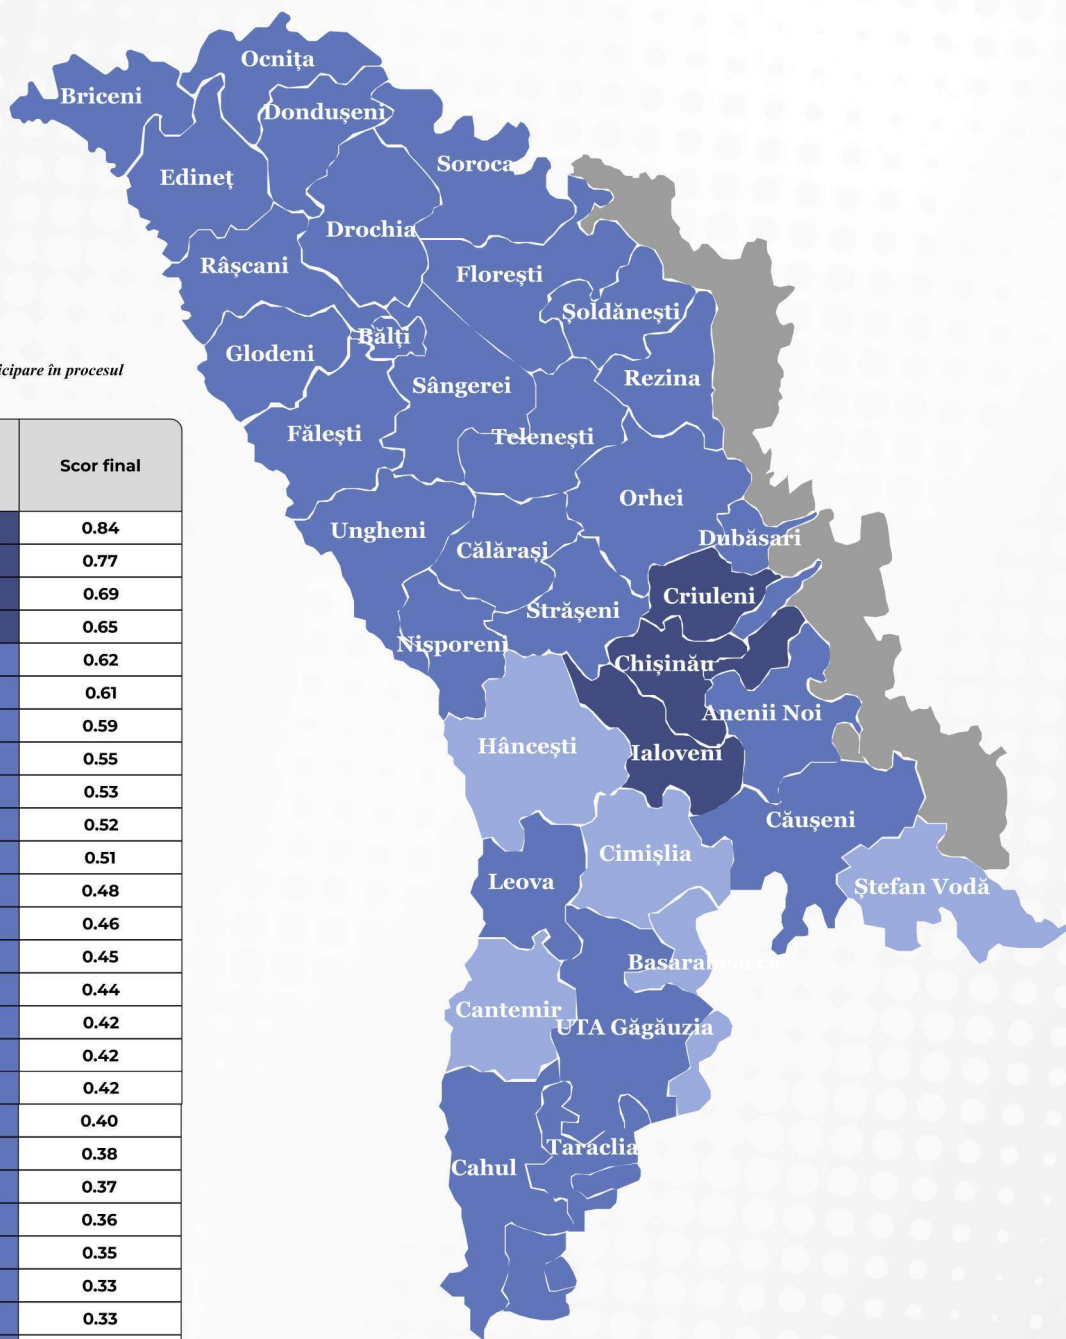 Ocnița
Briceni
Dondușeni
Soroca
Edineț
Drochia
Râșcani
Florești
Șoldănești
Bălți
Glodeni
Rezina
Sângerei
Fălești
Telenești
Orhei
Ungheni
Dubăsari
Călărași
Criuleni
Strășeni
Nisporeni
Chișinău
Anenii Noi
Hâncești
Ialoveni
Căușeni
Cimișlia
Leova
Ștefan Vodă
Basarabeasca
Cantemir
UTA Găgăuzia
Taraclia
Cahul
în procesul
Scor final
0.84
0.77
0.69
0.65
0.62
0.61
0.59
0.55
0.53
0.52
0.51
0.48
0.46
0.45
0.44
0.42
0.42
0.42
0.40
0.38
0.37
0.36
0.35
0.33
0.33